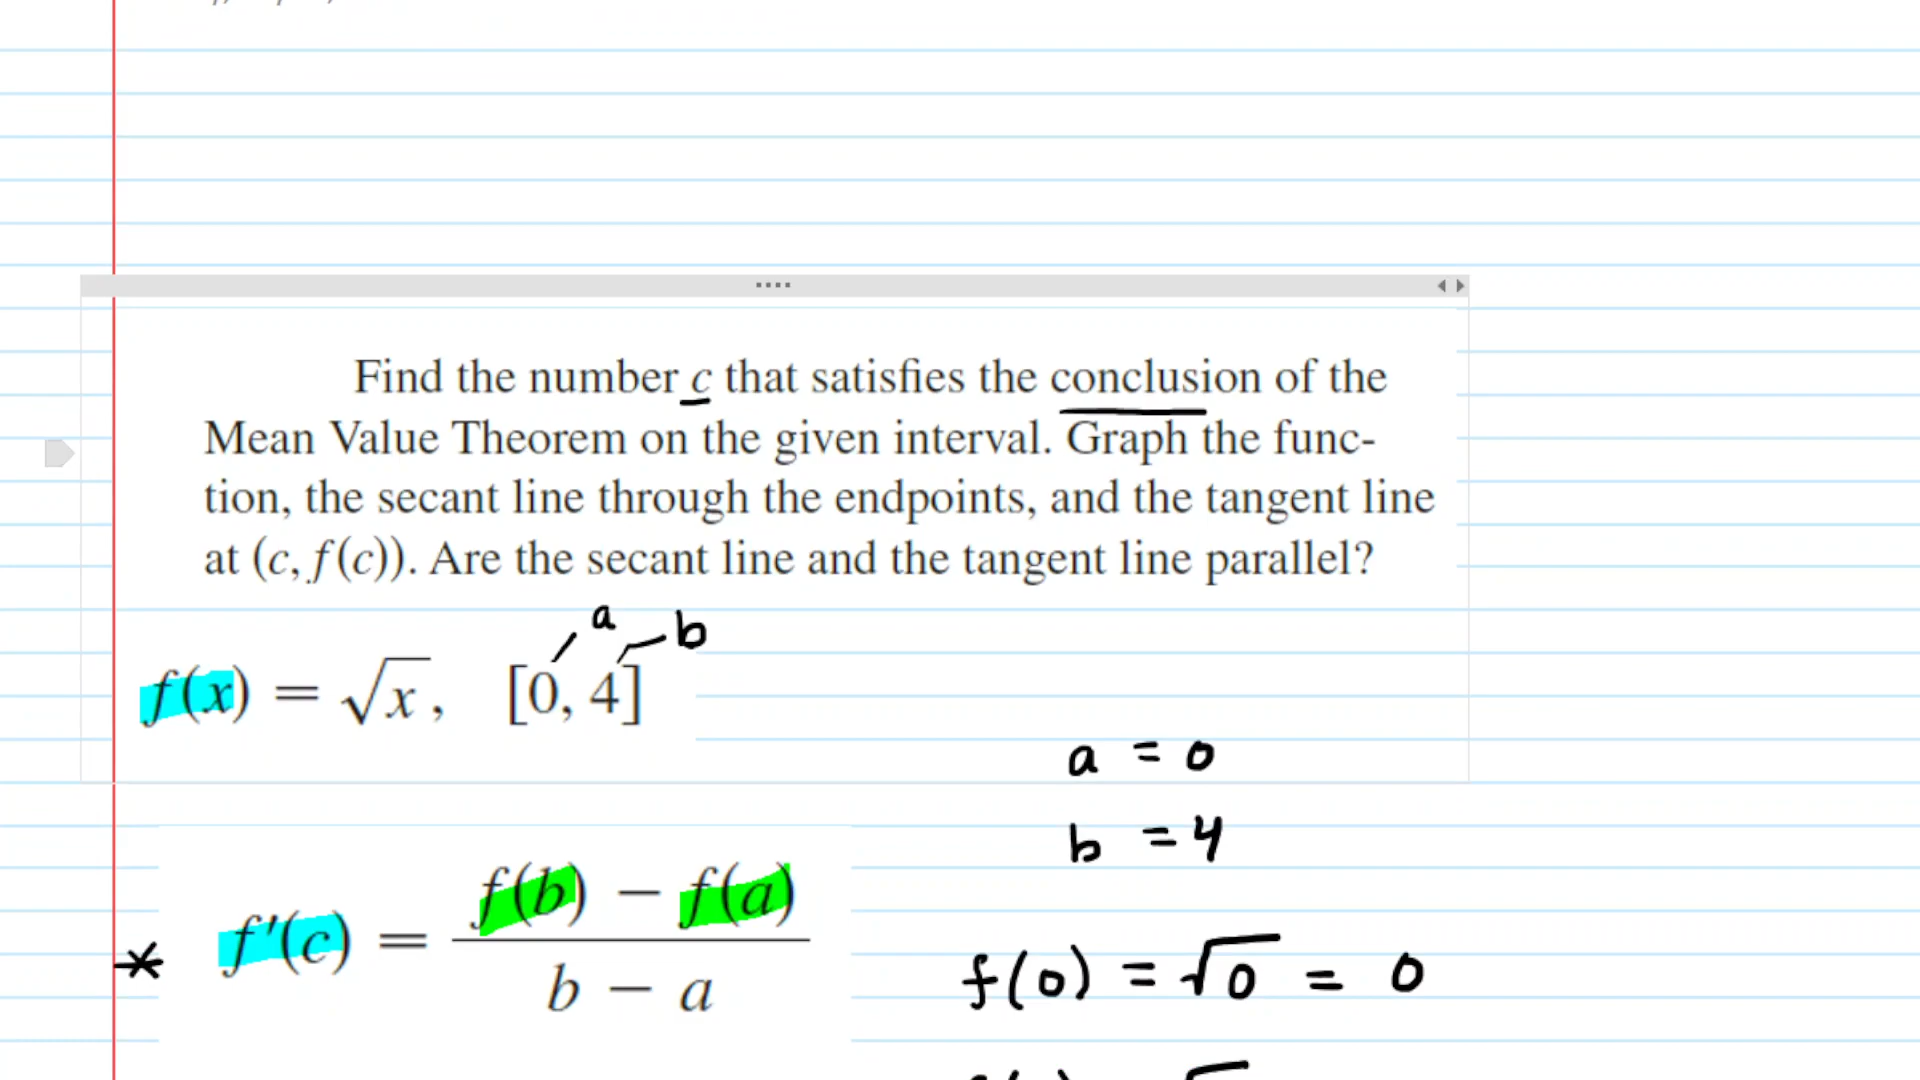 Find the number c that satisfies the conclusion of the
Mean Value Theorem on the given interval. Graph the func-
tion, the secant line through the endpoints, and the tangent line
at (c, f(c)). Are the secant line and the tangent line parallel?
a b
f(x) = √x, [0, 4]
a = 0
b = 4
* f'(c) = \frac{f(b) − f(a)}{b − a}
f(0) = √0 = 0